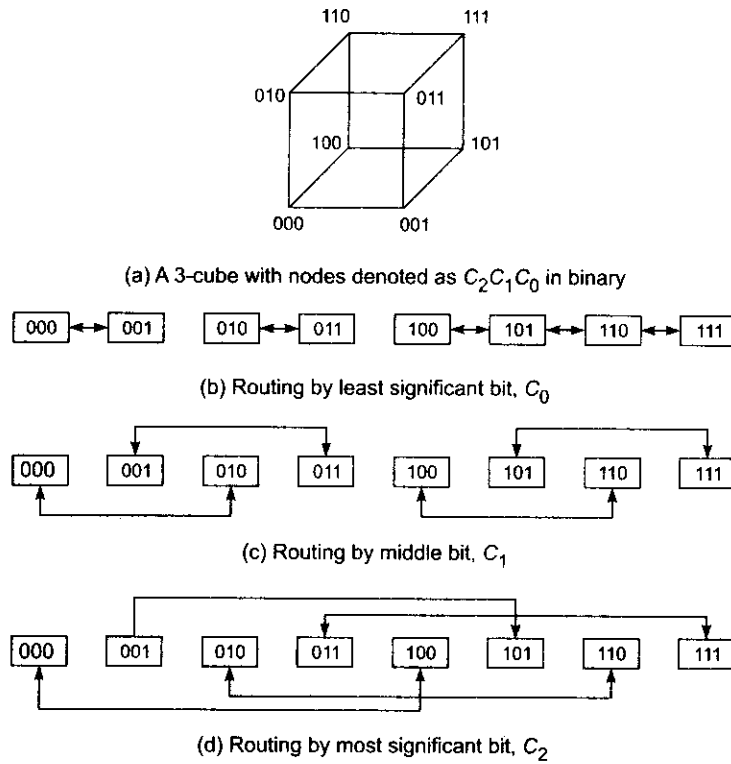 110 111
010 011
100 101
000 001
(a) A 3-cube with nodes denoted as C₂C₁C₀ in binary
000 001 010 011 100 101 110 111
(b) Routing by least significant bit, C₀
000 001 010 011 100 101 110 111
(c) Routing by middle bit, C₁
000 001 010 011 100 101 110 111
(d) Routing by most significant bit, C₂